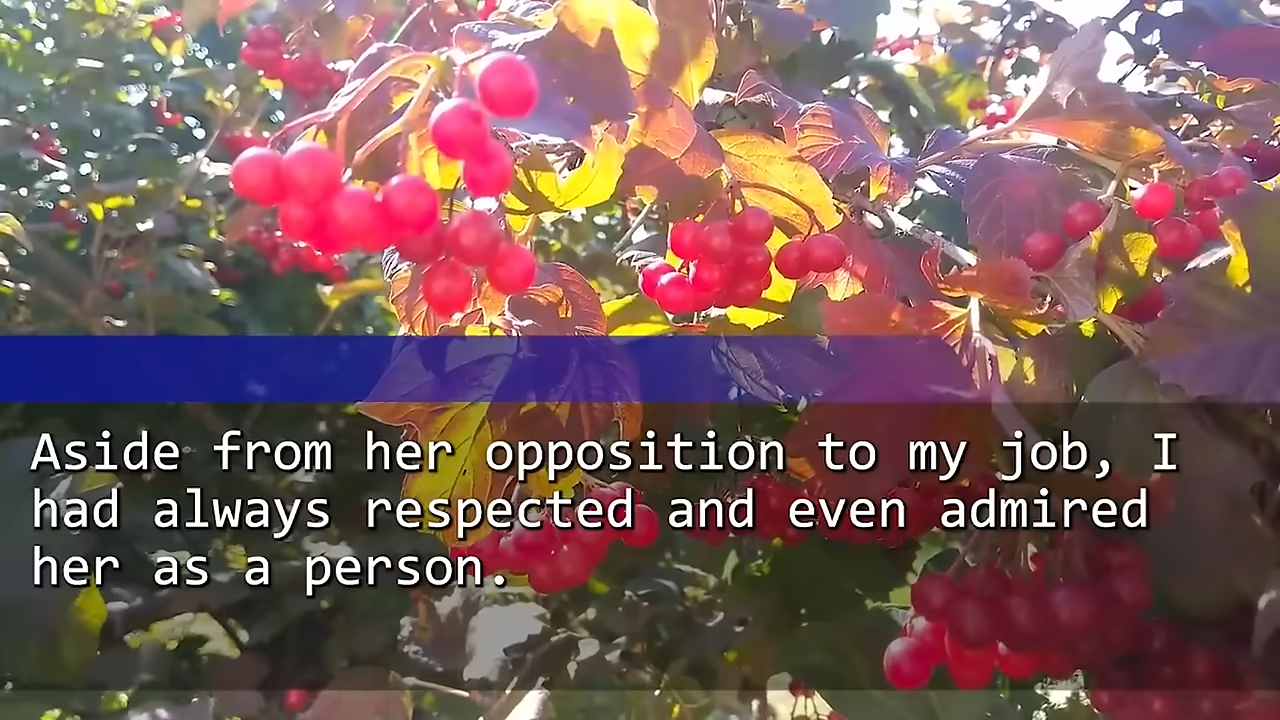 Aside from her opposition to my job, I
had always respected and even admired
her as a person.